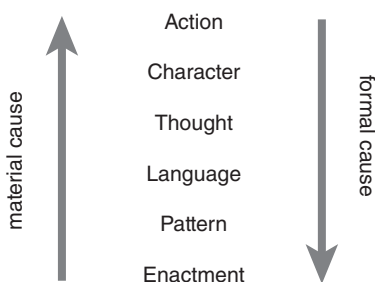 Action
Character
Thought
Language
Pattern
Enactment
material cause
formal cause